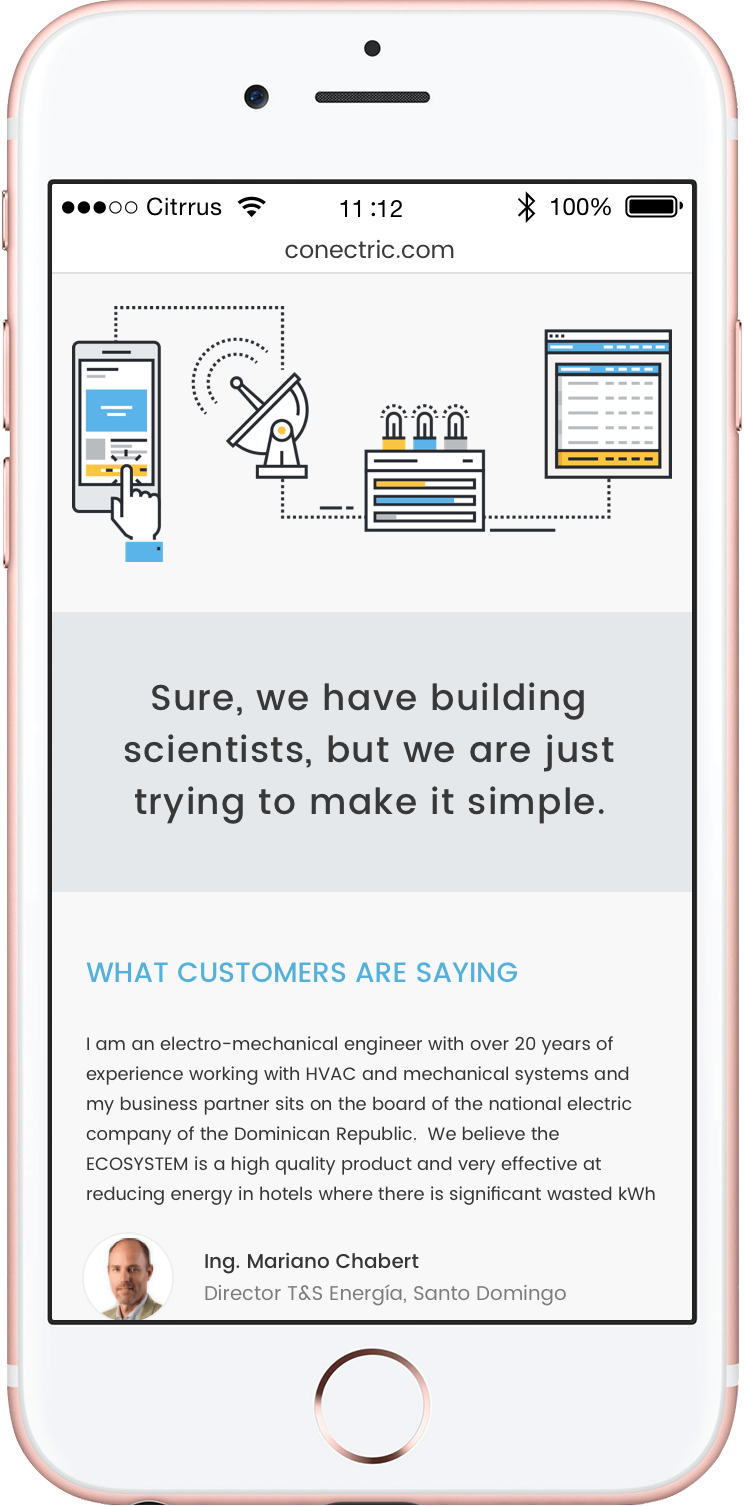 Citrrus 11:12 100%
conectric.com
Sure, we have building
scientists, but we are just
trying to make it simple.
WHAT CUSTOMERS ARE SAYING
I am an electro-mechanical engineer with over 20 years of
experience working with HVAC and mechanical systems and
my business partner sits on the board of the national electric
company of the Dominican Republic.  We believe the
ECOSYSTEM is a high quality product and very effective at
reducing energy in hotels where there is significant wasted kWh
Ing. Mariano Chabert
Director T&S Energía, Santo Domingo